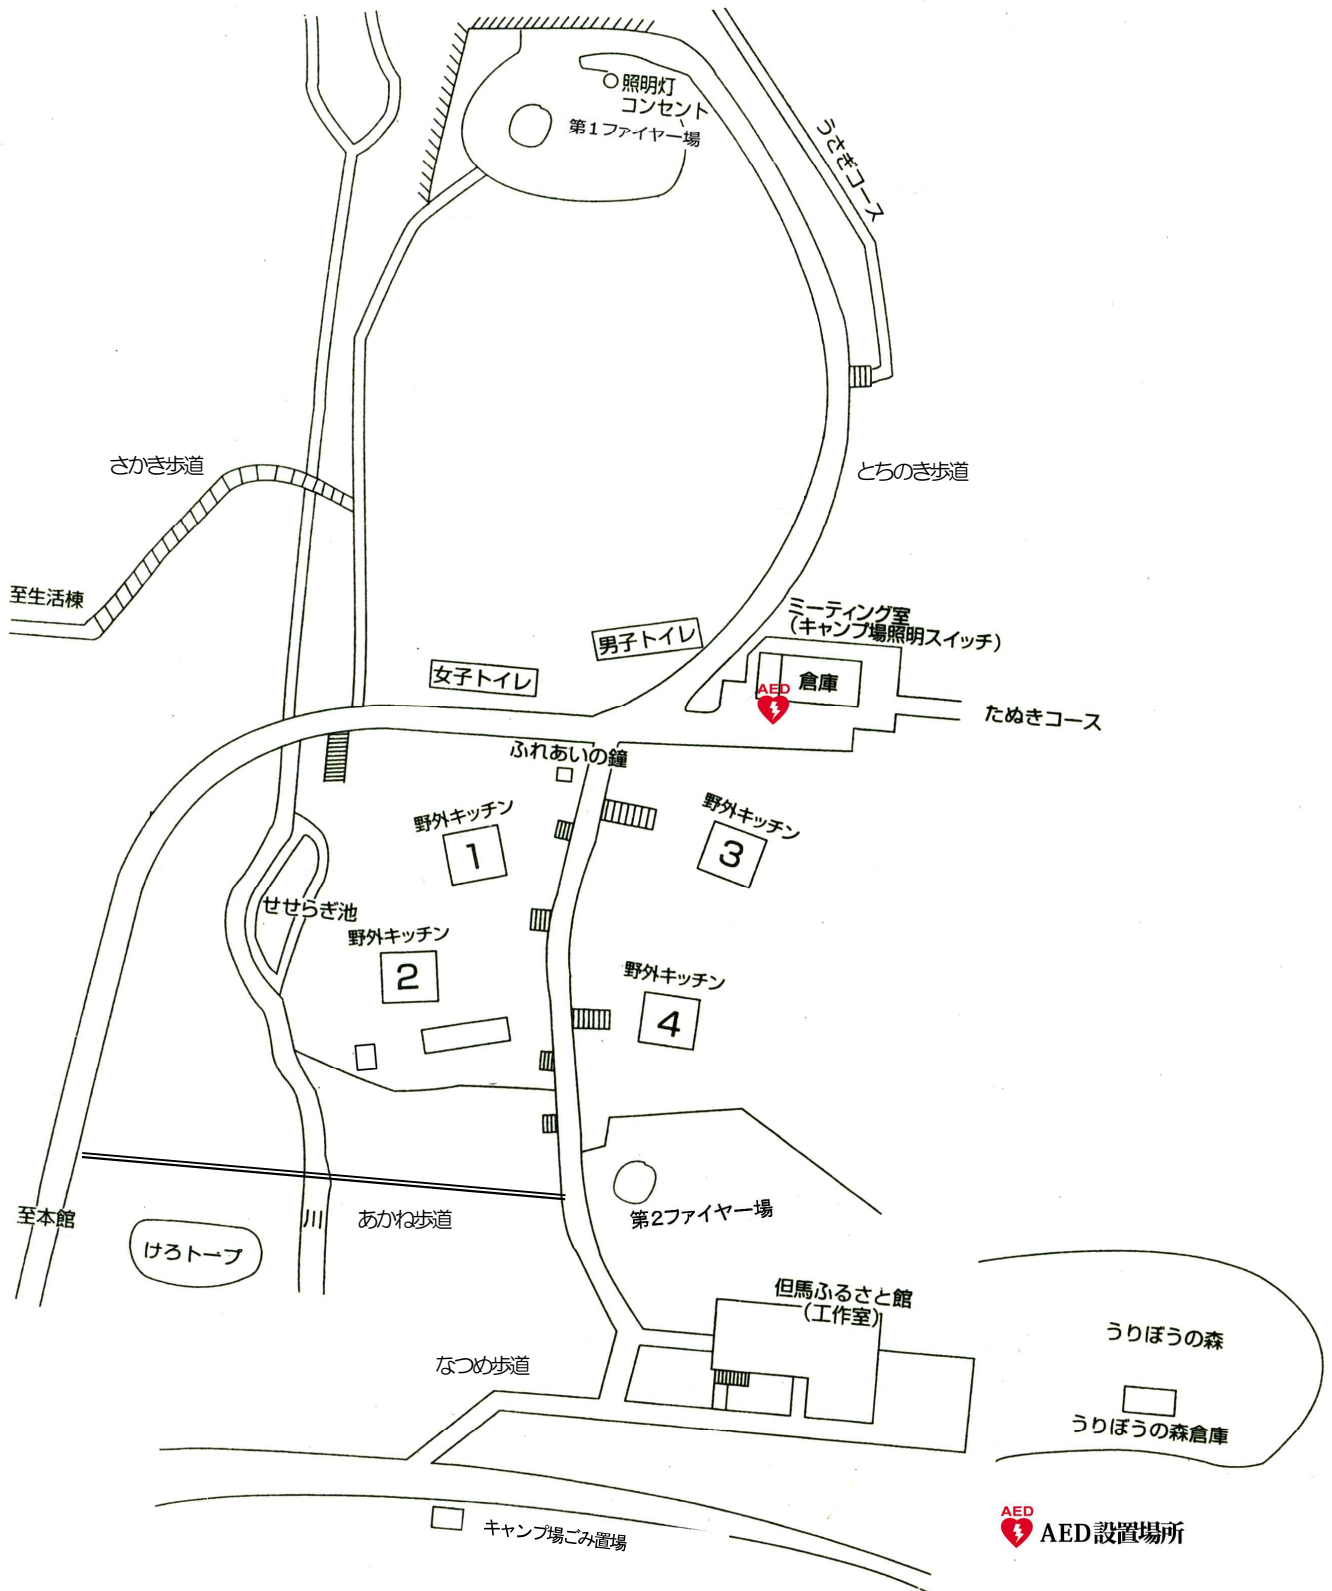 照明灯
コンセント
第1ファイヤー場
うさぎコース
さかき歩道
とちのき歩道
至生活棟
ミーティング室
(キャンプ場照明スイッチ)
男子トイレ
女子トイレ
倉庫
AED
たぬきコース
ふれあいの鐘
野外キッチン
1
野外キッチン
3
せせらぎ池
野外キッチン
2
野外キッチン
4
至本館
川
あかね歩道
第2ファイヤー場
けろトープ
但馬ふるさと館
(工作室)
うりぼうの森
なつめ歩道
うりぼうの森倉庫
キャンプ場ごみ置場
AED
AED設置場所